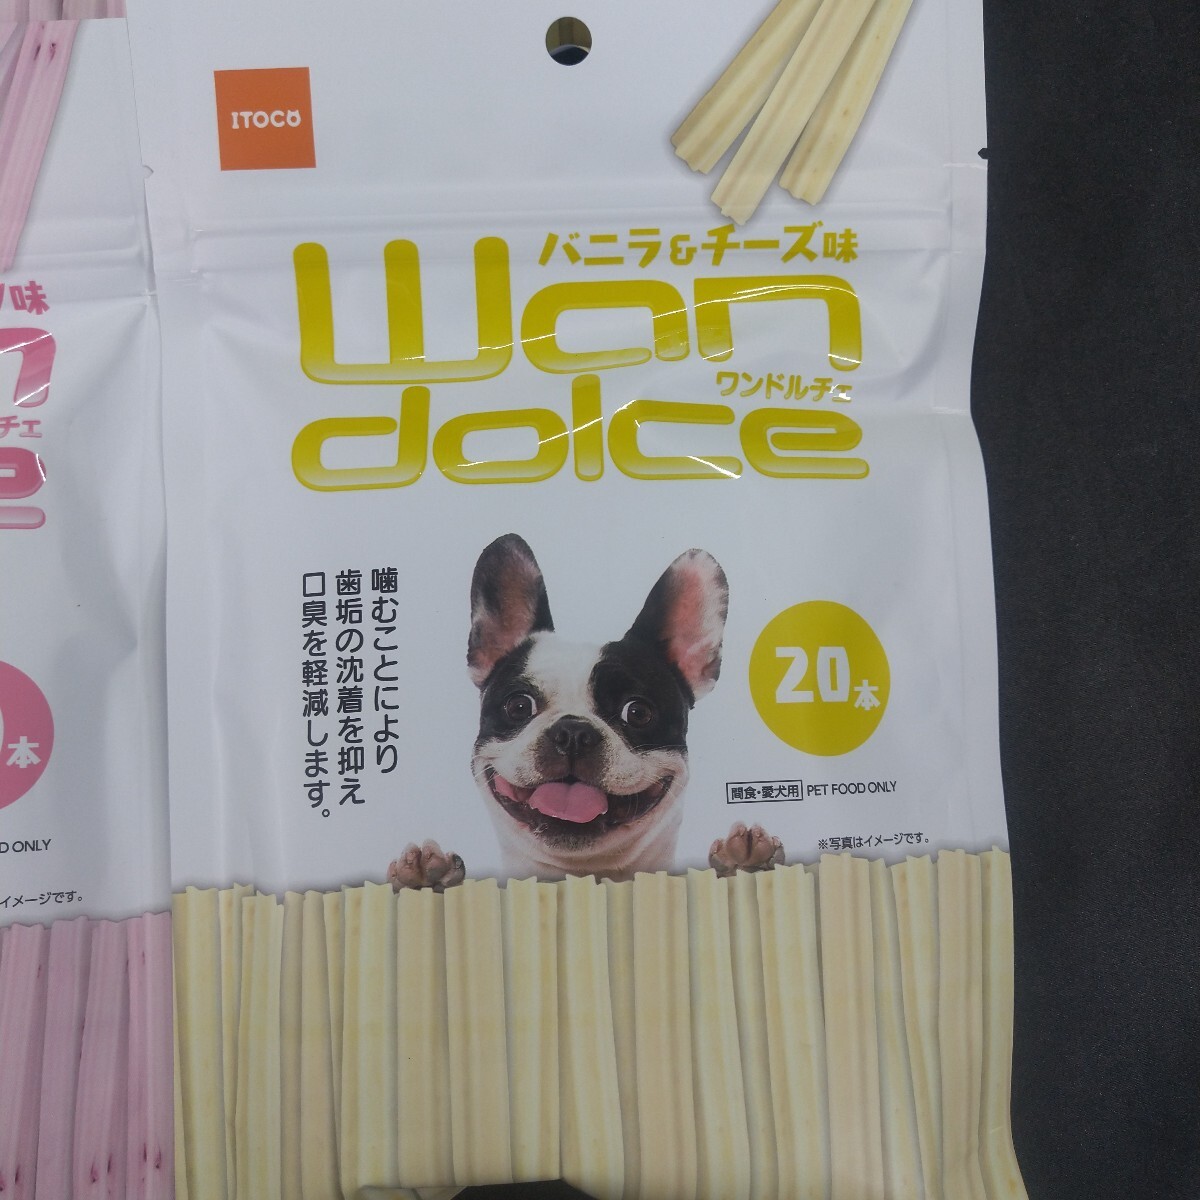 ITOCO
バニラ&チーズ味
wan
ワンドルチェ
dolce
噛むことにより
歯垢の沈着を抑え
口臭を軽減します。
20本
間食・愛犬用 PET FOOD ONLY
※写真はイメージです。
味
n
チェ
e
本
ONLY
イメージです。